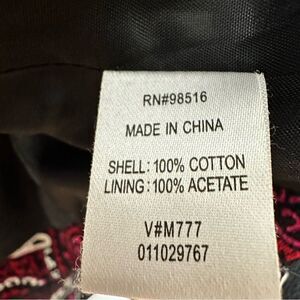 RN#98516
MADE IN CHINA
SHELL: 100% COTTON
LINING: 100% ACETATE
V#M777
011029767